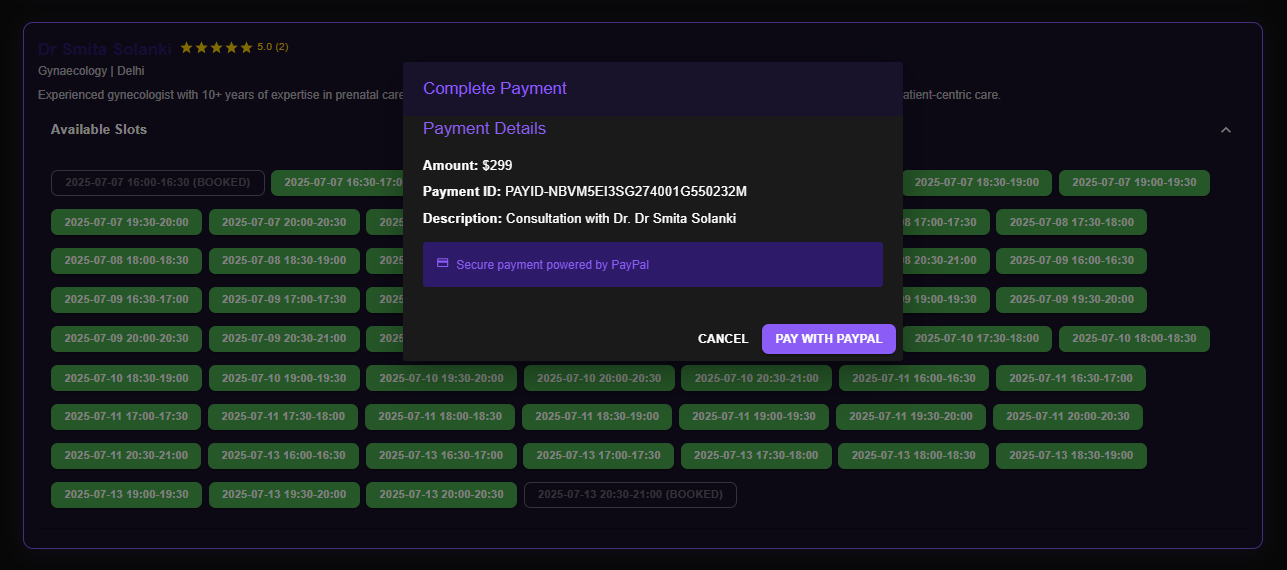 Dr Smita Solanki ★★★★★ 5.0 (2)
Gynaecology | Delhi
Experienced gynecologist with 10+ years of expertise in prenatal care
atient-centric care.
Available Slots
Complete Payment
Payment Details
Amount: $299
Payment ID: PAYID-NBVM5EI3SG274001G550232M
Description: Consultation with Dr. Dr Smita Solanki
Secure payment powered by PayPal
CANCEL PAY WITH PAYPAL
2025-07-07 16:00-16:30 (BOOKED) 2025-07-07 16:30-17:0 2025-07-07 18:30-19:00 2025-07-07 19:00-19:30
2025-07-07 19:30-20:00 2025-07-07 20:00-20:30 2025- 8 17:00-17:30 2025-07-08 17:30-18:00
2025-07-08 18:00-18:30 2025-07-08 18:30-19:00 2025- 8 20:30-21:00 2025-07-09 16:00-16:30
2025-07-09 16:30-17:00 2025-07-09 17:00-17:30 2025- 9 19:00-19:30 2025-07-09 19:30-20:00
2025-07-09 20:00-20:30 2025-07-09 20:30-21:00 2025- 2025-07-10 17:30-18:00 2025-07-10 18:00-18:30
2025-07-10 18:30-19:00 2025-07-10 19:00-19:30 2025-07-10 19:30-20:00 2025-07-10 20:00-20:30 2025-07-10 20:30-21:00 2025-07-11 16:00-16:30 2025-07-11 16:30-17:00
2025-07-11 17:00-17:30 2025-07-11 17:30-18:00 2025-07-11 18:00-18:30 2025-07-11 18:30-19:00 2025-07-11 19:00-19:30 2025-07-11 19:30-20:00 2025-07-11 20:00-20:30
2025-07-11 20:30-21:00 2025-07-13 16:00-16:30 2025-07-13 16:30-17:00 2025-07-13 17:00-17:30 2025-07-13 17:30-18:00 2025-07-13 18:00-18:30 2025-07-13 18:30-19:00
2025-07-13 19:00-19:30 2025-07-13 19:30-20:00 2025-07-13 20:00-20:30 2025-07-13 20:30-21:00 (BOOKED)